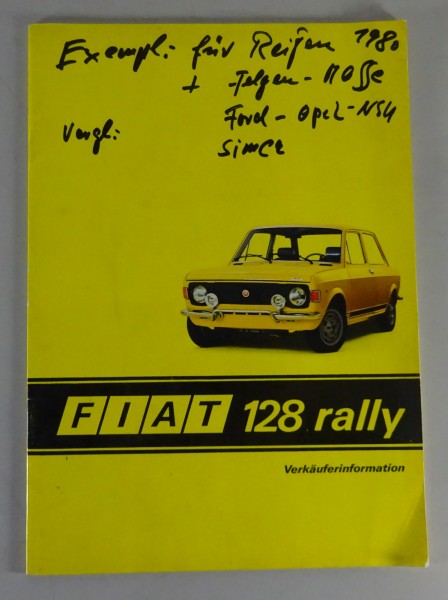 Exempl: für Reifen 1980
+ Felgen - Maße
Vergl: Ford - Opel - NSU
Simca
FIAT 128 rally
Verkäuferinformation